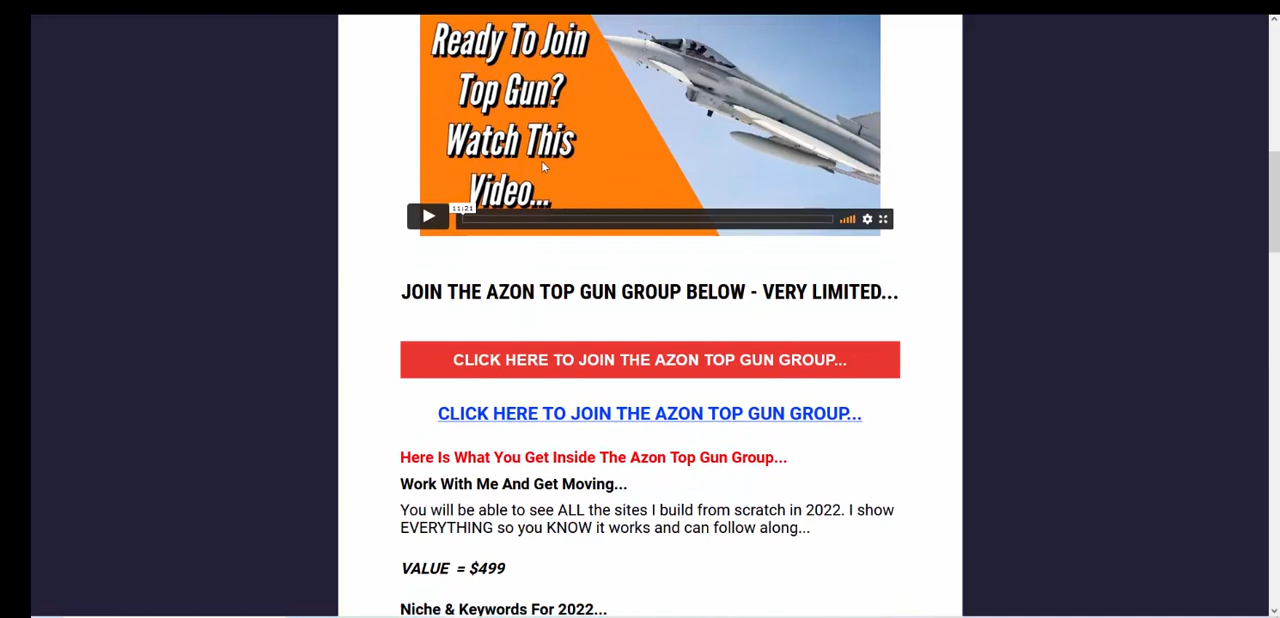 Ready To Join
Top Gun?
Watch This
Video...
11:21
JOIN THE AZON TOP GUN GROUP BELOW - VERY LIMITED...
CLICK HERE TO JOIN THE AZON TOP GUN GROUP...
CLICK HERE TO JOIN THE AZON TOP GUN GROUP...
Here Is What You Get Inside The Azon Top Gun Group...
Work With Me And Get Moving...
You will be able to see ALL the sites I build from scratch in 2022. I show
EVERYTHING so you KNOW it works and can follow along...
VALUE = $499
Niche & Keywords For 2022...